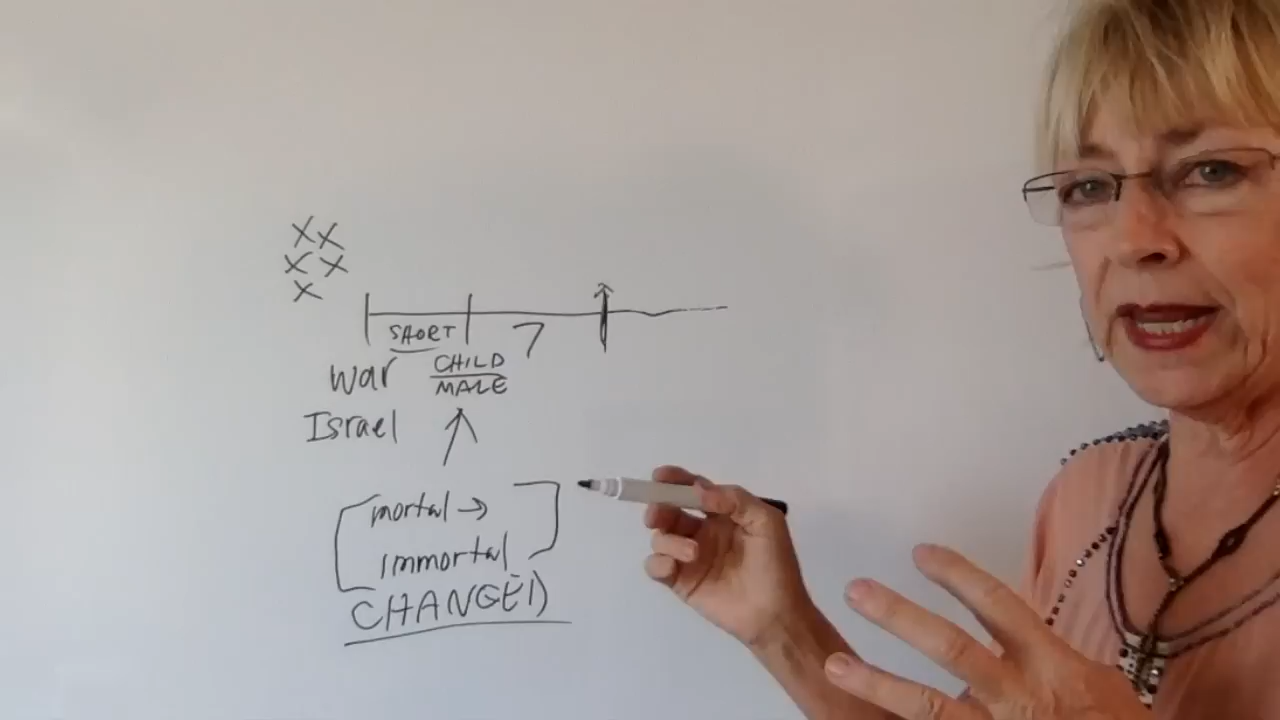 XX
XX
X
SHORT
7
War
CHILD
MALE
Israel
mortal →
immortal
CHANGED